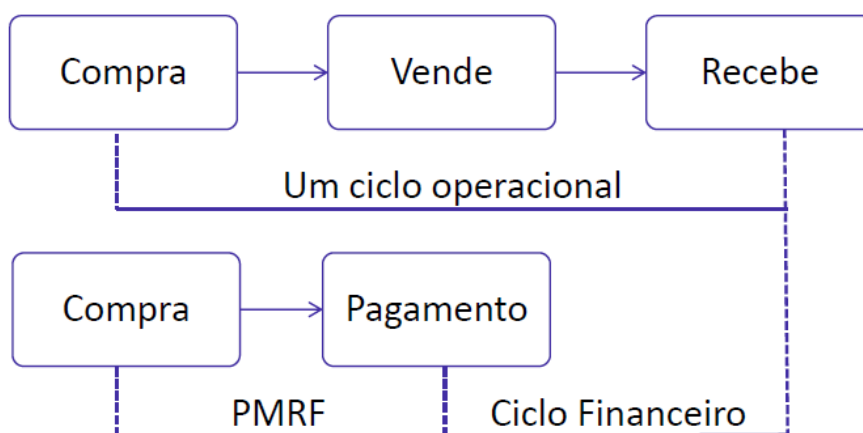 Compra
Vende
Recebe
Um ciclo operacional
Compra
Pagamento
PMRF
Ciclo Financeiro